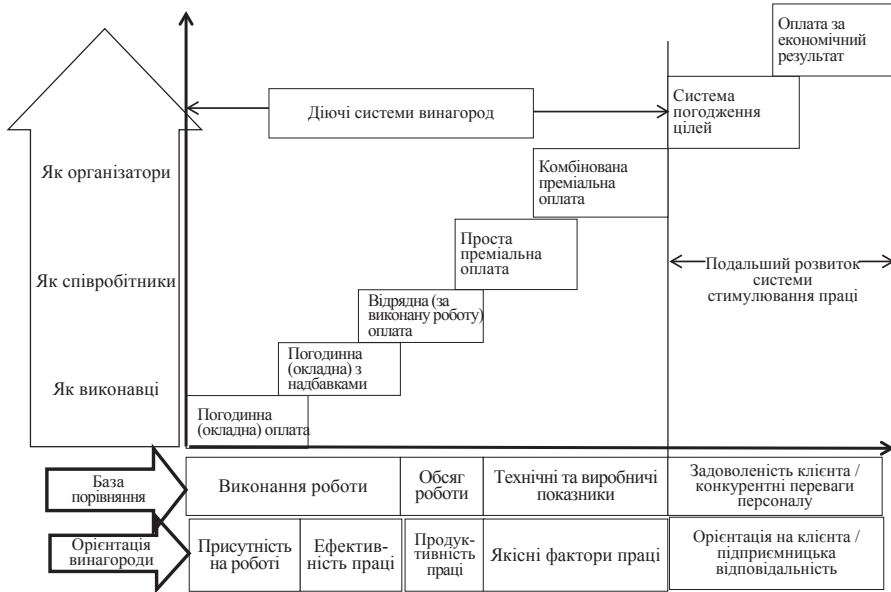 Оплата за
економічний
результат
Система
погодження
цілей
Діючі системи винагород
Комбінована
преміальна
оплата
Як організатори
Проста
преміальна
оплата
Подальший розвиток
системи
стимулювання праці
Як співробітники
Відрядна (за
виконану роботу)
оплата
Погодинна
(окладна) з
надбавками
Як виконавці
Погодинна
(окладна) оплата
База
порівняння
Виконання роботи
Обсяг
роботи
Технічні та виробничі
показники
Задоволеність клієнта /
конкурентні переваги
персоналу
Орієнтація
винагороди
Присутність
на роботі
Ефектив-
ність праці
Продук-
тивність
праці
Якісні фактори праці
Орієнтація на клієнта /
підприємницька
відповідальність